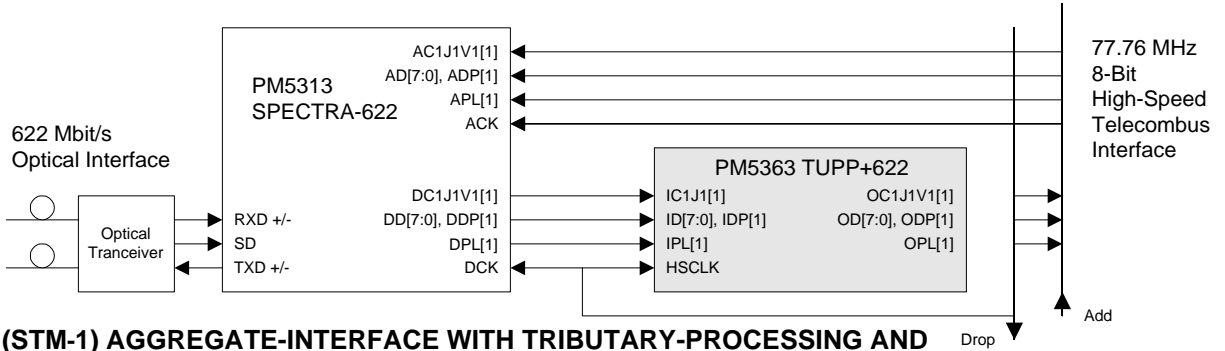 AC1J1V1[1]
AD[7:0], ADP[1]
APL[1]
ACK
PM5313
SPECTRA-622
77.76 MHz
8-Bit
High-Speed
Telecombus
Interface
622 Mbit/s
Optical Interface
PM5363 TUPP+622
DC1J1V1[1]
DD[7:0], DDP[1]
DPL[1]
DCK
IC1J1[1]
ID[7:0], IDP[1]
IPL[1]
HSCLK
OC1J1V1[1]
OD[7:0], ODP[1]
OPL[1]
Optical
Tranceiver
RXD +/-
SD
TXD +/-
Add
Drop
(STM-1) AGGREGATE-INTERFACE WITH TRIBUTARY-PROCESSING AND